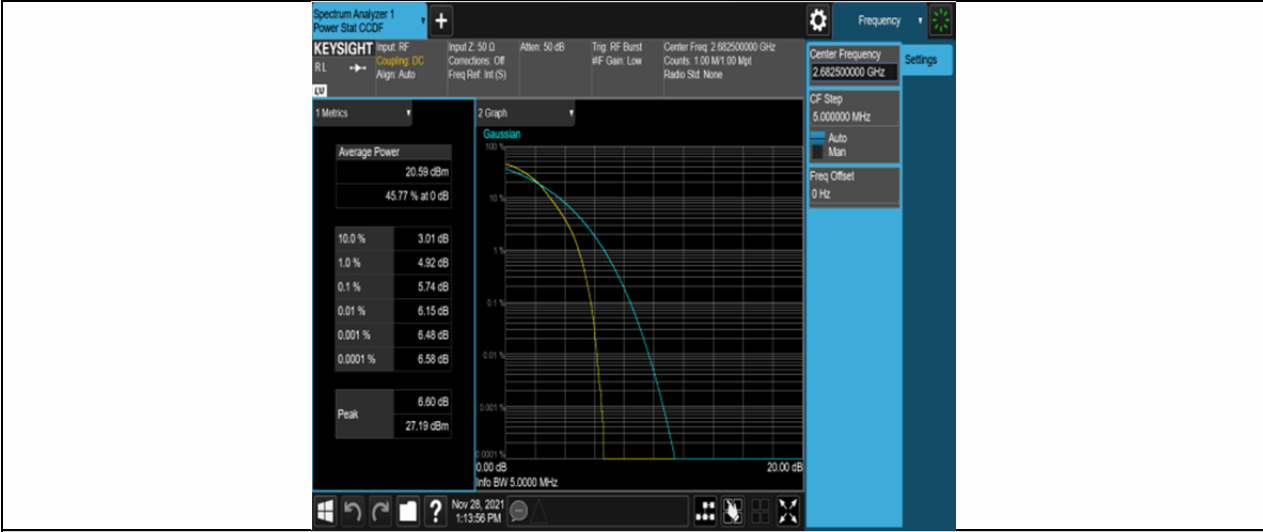 Spectrum Analyzer 1
Power Stat CCDF
+
Frequency
KEYSIGHT
RL
LV
Input: RF
Coupling: DC
Align: Auto
Input Z: 50 Ω
Corrections: Off
Freq Ref: Int (S)
Atten: 50 dB
Trig: RF Burst
#IF Gain: Low
Center Freq: 2.682500000 GHz
Counts: 1.00 M/1.00 Mpt
Radio Std: None
Center Frequency
2.682500000 GHz
Settings
CF Step
5.000000 MHz
Auto
Man
Freq Offset
0 Hz
1 Metrics
Average Power
20.59 dBm
45.77 % at 0 dB
10.0 % 3.01 dB
1.0 % 4.92 dB
0.1 % 5.74 dB
0.01 % 6.15 dB
0.001 % 6.48 dB
0.0001 % 6.58 dB
Peak
6.60 dB
27.19 dBm
2 Graph
Gaussian
100 %
10 %
1 %
0.1 %
0.01 %
0.001 %
0.0001 %
0.00 dB 20.00 dB
Info BW 5.0000 MHz
?
Nov 28, 2021
1:13:56 PM